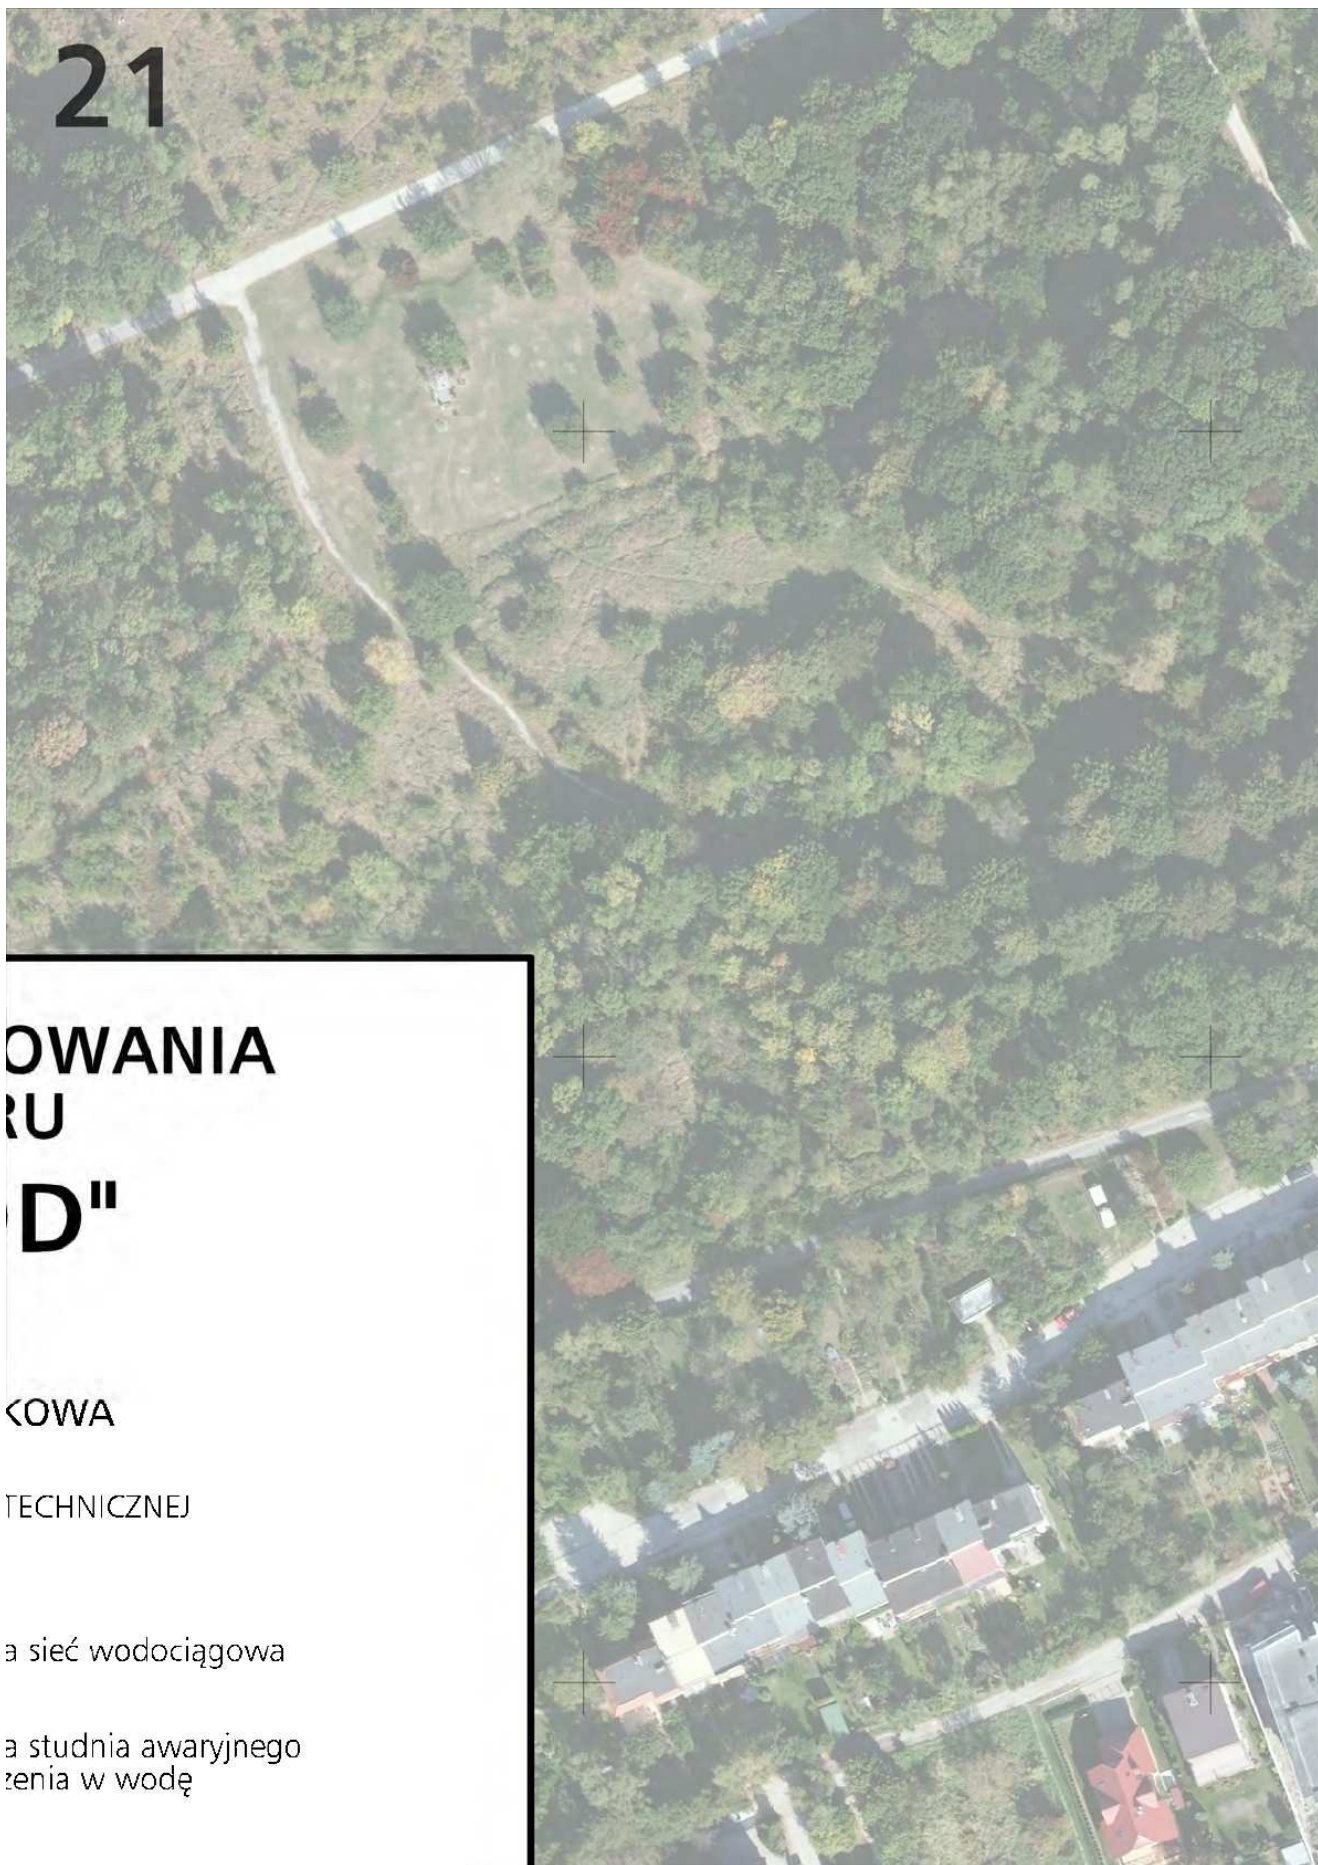 21
OWANIA
RU
D"
KOWA
TECHNICZNEJ
a sieć wodociągowa
a studnia awaryjnego
zenia w wodę